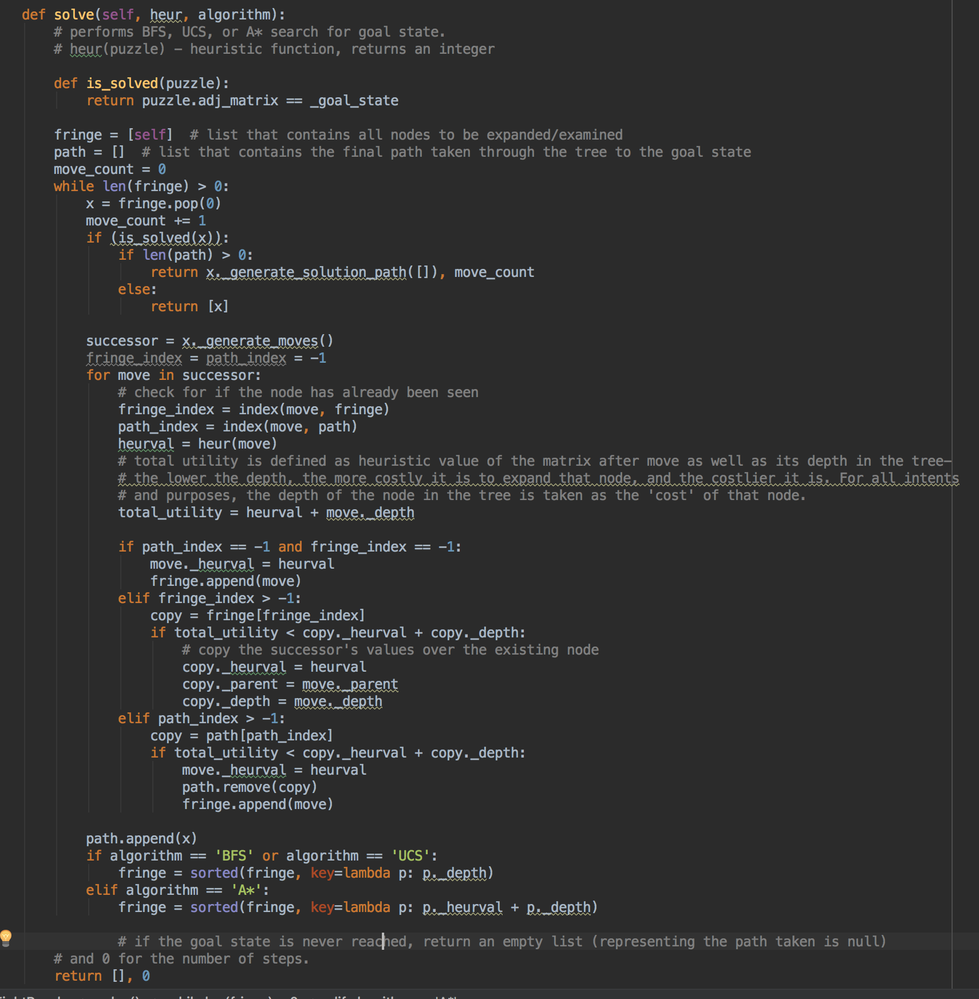 def solve(self, heur, algorithm):
# performs BFS, UCS, or A* search for goal state.
# heur(puzzle) - heuristic function, returns an integer
def is_solved(puzzle):
return puzzle.adj_matrix == _goal_state
fringe = [self]  # list that contains all nodes to be expanded/examined
path = []  # list that contains the final path taken through the tree to the goal state
move_count = 0
while len(fringe) > 0:
x = fringe.pop(0)
move_count += 1
if (is_solved(x)):
if len(path) > 0:
return x._generate_solution_path([]), move_count
else:
return [x]
successor = x._generate_moves()
fringe_index = path_index = -1
for move in successor:
# check for if the node has already been seen
fringe_index = index(move, fringe)
path_index = index(move, path)
heurval = heur(move)
# total utility is defined as heuristic value of the matrix after move as well as its depth in the tree-
# the lower the depth, the more costly it is to expand that node, and the costlier it is. For all intents
# and purposes, the depth of the node in the tree is taken as the 'cost' of that node.
total_utility = heurval + move._depth
if path_index == -1 and fringe_index == -1:
move._heurval = heurval
fringe.append(move)
elif fringe_index > -1:
copy = fringe[fringe_index]
if total_utility < copy._heurval + copy._depth:
# copy the successor's values over the existing node
copy._heurval = heurval
copy._parent = move._parent
copy._depth = move._depth
elif path_index > -1:
copy = path[path_index]
if total_utility < copy._heurval + copy._depth:
move._heurval = heurval
path.remove(copy)
fringe.append(move)
path.append(x)
if algorithm == 'BFS' or algorithm == 'UCS':
fringe = sorted(fringe, key=lambda p: p._depth)
elif algorithm == 'A*':
fringe = sorted(fringe, key=lambda p: p._heurval + p._depth)
# if the goal state is never reached, return an empty list (representing the path taken is null)
# and 0 for the number of steps.
return [], 0